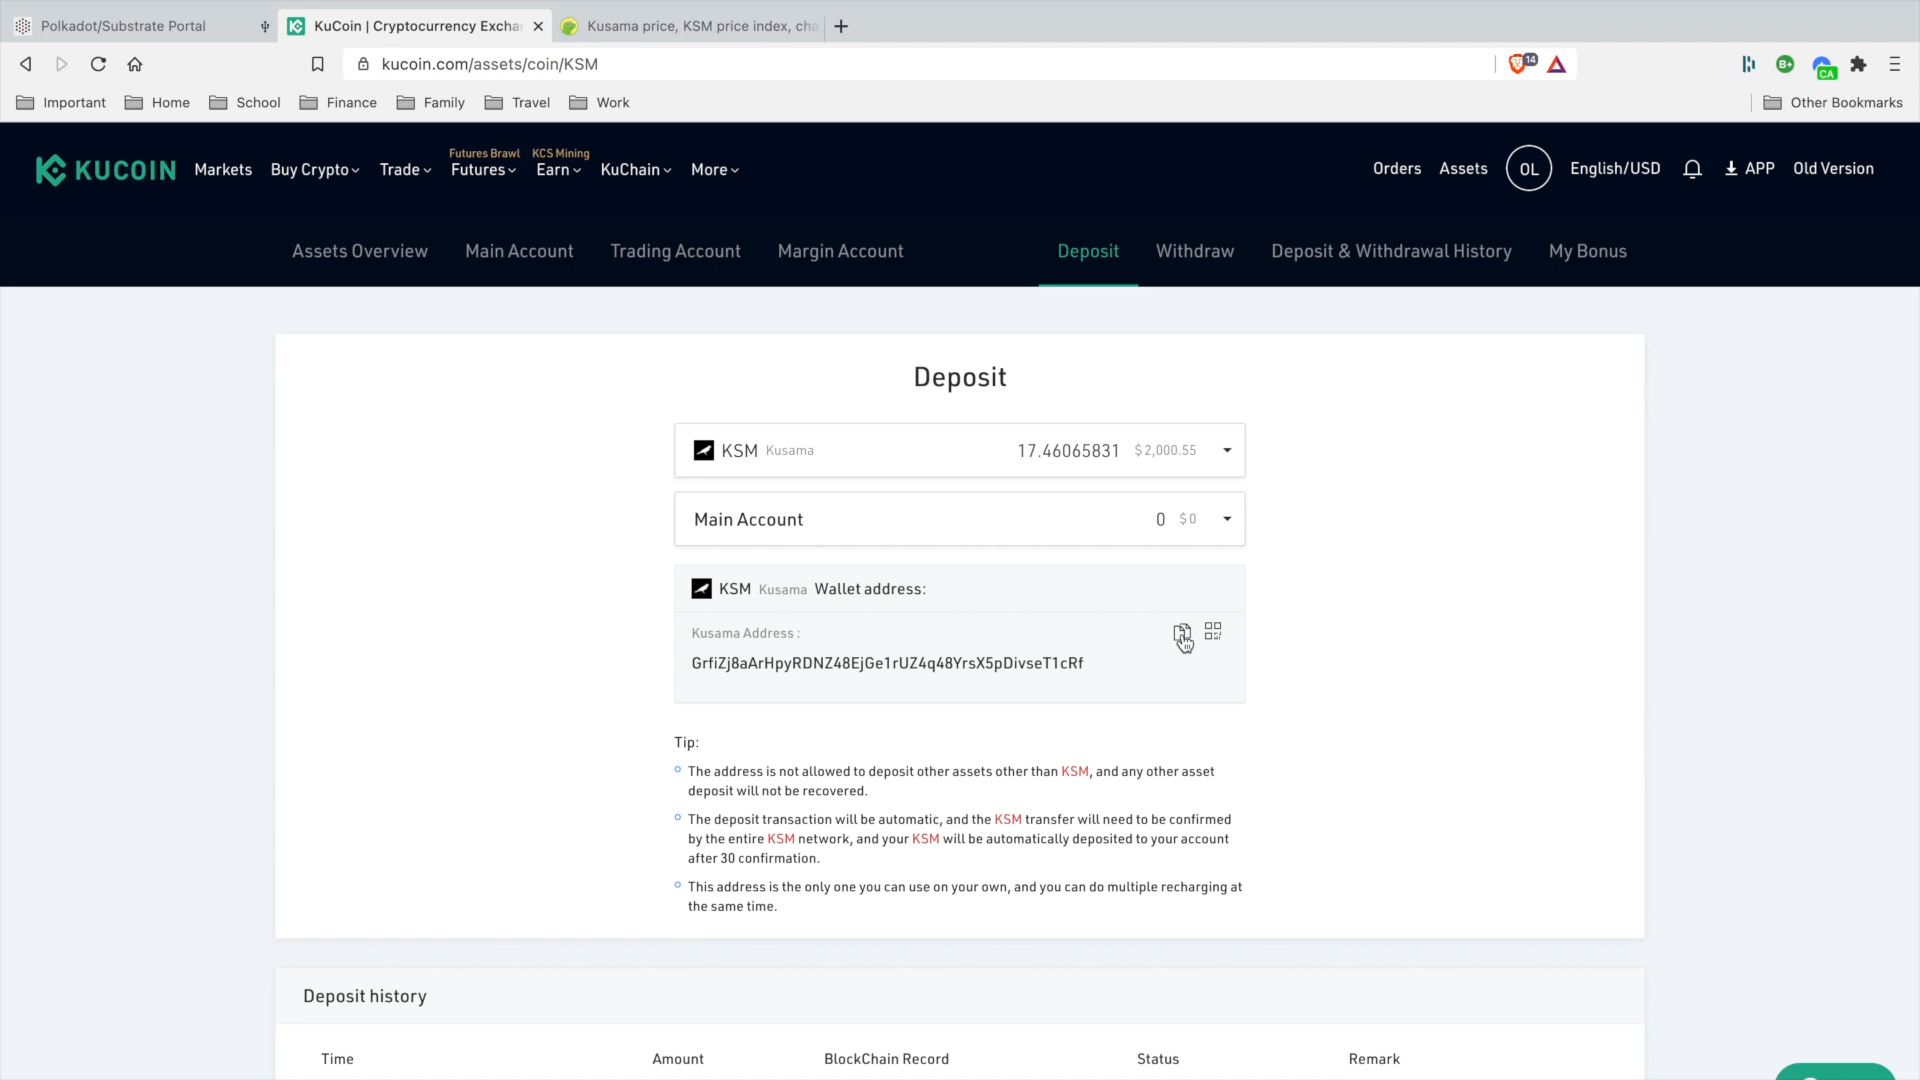 Polkadot/Substrate Portal
KuCoin | Cryptocurrency Excha
Kusama price, KSM price index, cha
kucoin.com/assets/coin/KSM
14
B+
CA
Important Home School Finance Family Travel Work Other Bookmarks
KUCOIN
Markets
Buy Crypto
Trade
Futures Brawl
Futures
KCS Mining
Earn
KuChain
More
Orders
Assets
OL
English/USD
APP
Old Version
Assets Overview
Main Account
Trading Account
Margin Account
Deposit
Withdraw
Deposit & Withdrawal History
My Bonus
Deposit
KSM Kusama 17.46065831 $2,000.55
Main Account 0 $0
KSM Kusama Wallet address:
Kusama Address :
GrfiZj8aArHpyRDNZ48EjGe1rUZ4q48YrsX5pDivseT1cRf
Tip:
The address is not allowed to deposit other assets other than KSM, and any other asset
deposit will not be recovered.
The deposit transaction will be automatic, and the KSM transfer will need to be confirmed
by the entire KSM network, and your KSM will be automatically deposited to your account
after 30 confirmation.
This address is the only one you can use on your own, and you can do multiple recharging at
the same time.
Deposit history
Time Amount BlockChain Record Status Remark